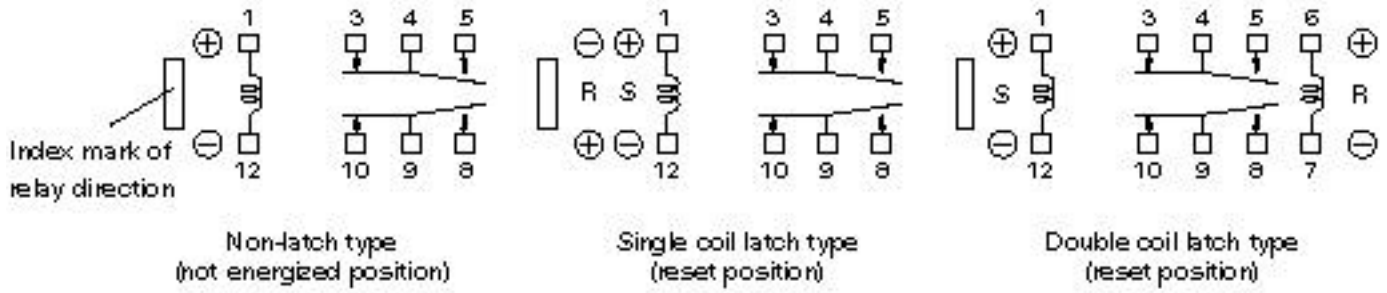 1 3 4 5 1 3 4 5 1 3 4 5 6
+ − + +  +
R S S R
− + − − −
12 10 9 8 12 10 9 8 12 10 9 8 7
Index mark of
relay direction
Non-latch type
(not energized position)
Single coil latch type
(reset position)
Double coil latch type
(reset position)